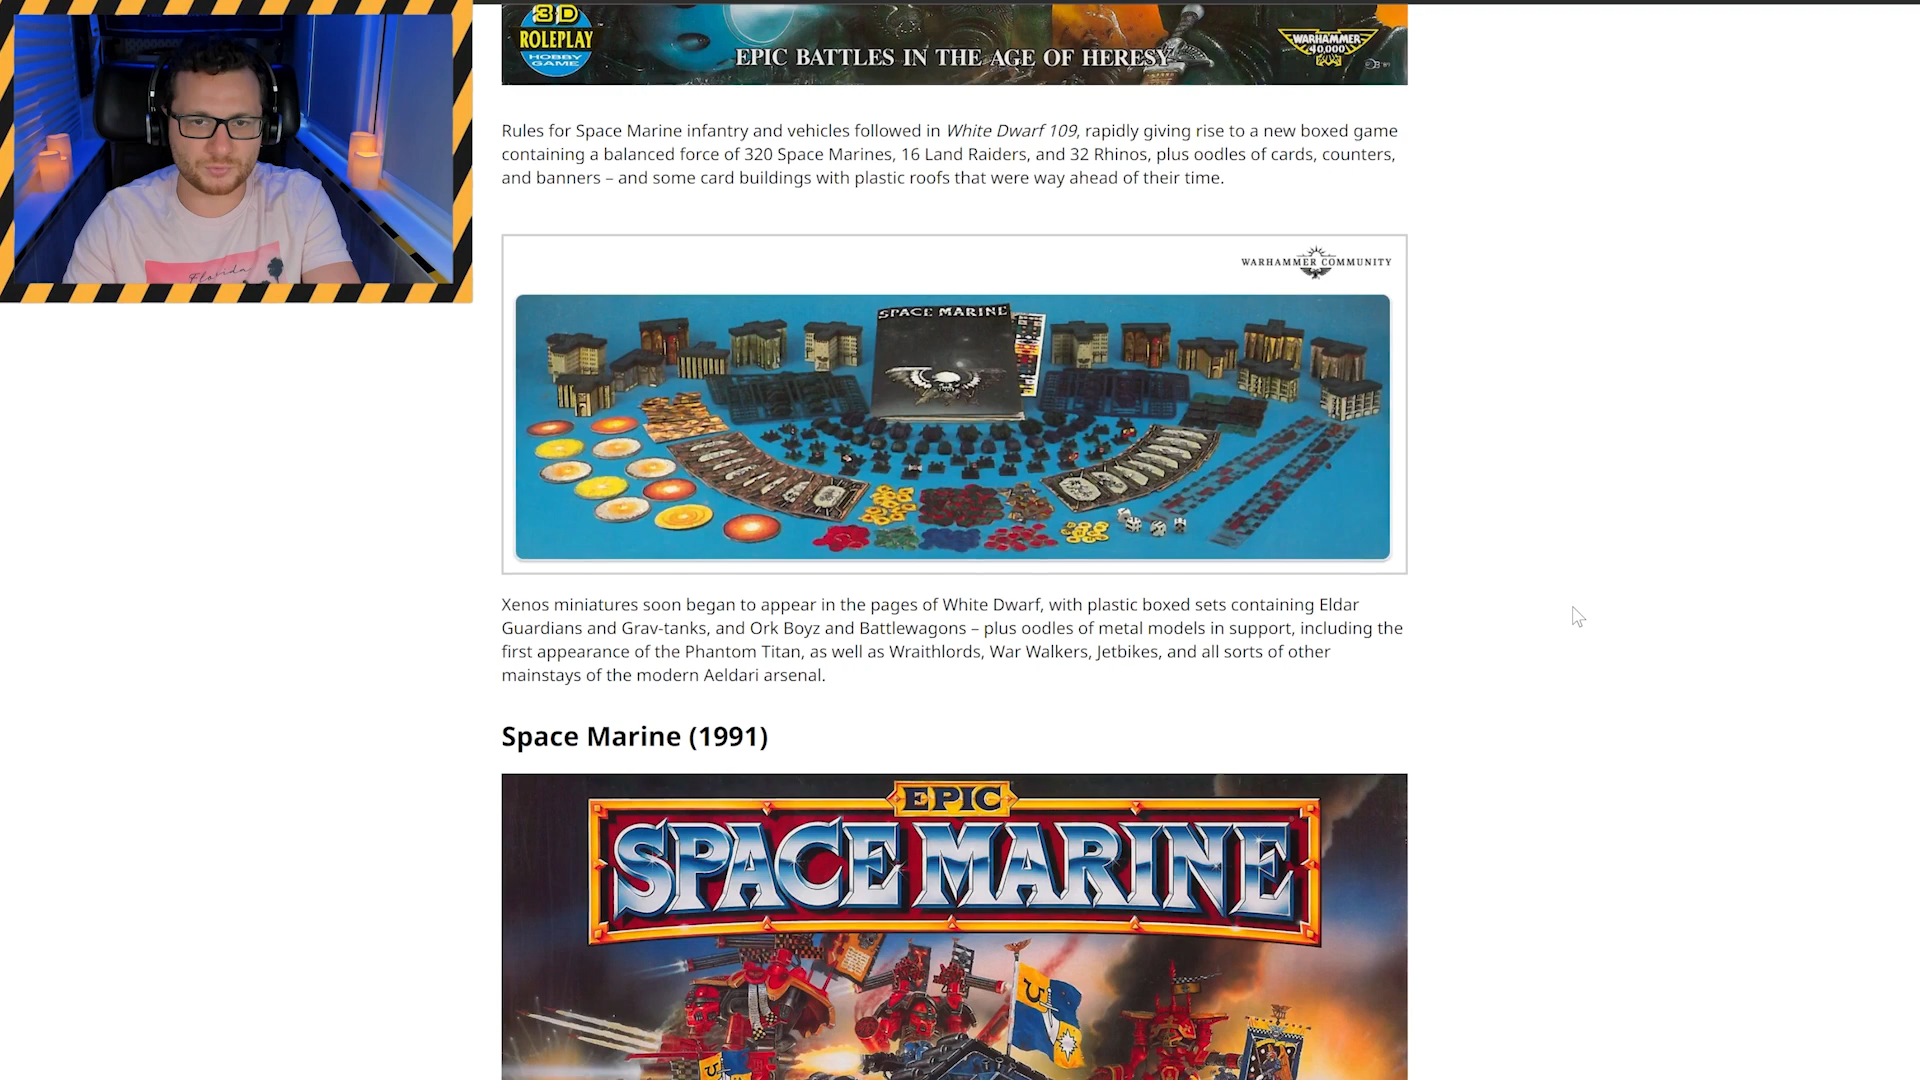 3D
ROLEPLAY
HOBBY
GAME
EPIC BATTLES IN THE AGE OF HERESY
WARHAMMER
40,000
Rules for Space Marine infantry and vehicles followed in White Dwarf 109, rapidly giving rise to a new boxed game
containing a balanced force of 320 Space Marines, 16 Land Raiders, and 32 Rhinos, plus oodles of cards, counters,
and banners – and some card buildings with plastic roofs that were way ahead of their time.
WARHAMMER COMMUNITY
SPACE MARINE
Xenos miniatures soon began to appear in the pages of White Dwarf, with plastic boxed sets containing Eldar
Guardians and Grav-tanks, and Ork Boyz and Battlewagons – plus oodles of metal models in support, including the
first appearance of the Phantom Titan, as well as Wraithlords, War Walkers, Jetbikes, and all sorts of other
mainstays of the modern Aeldari arsenal.
Space Marine (1991)
EPIC
SPACE MARINE
Florida